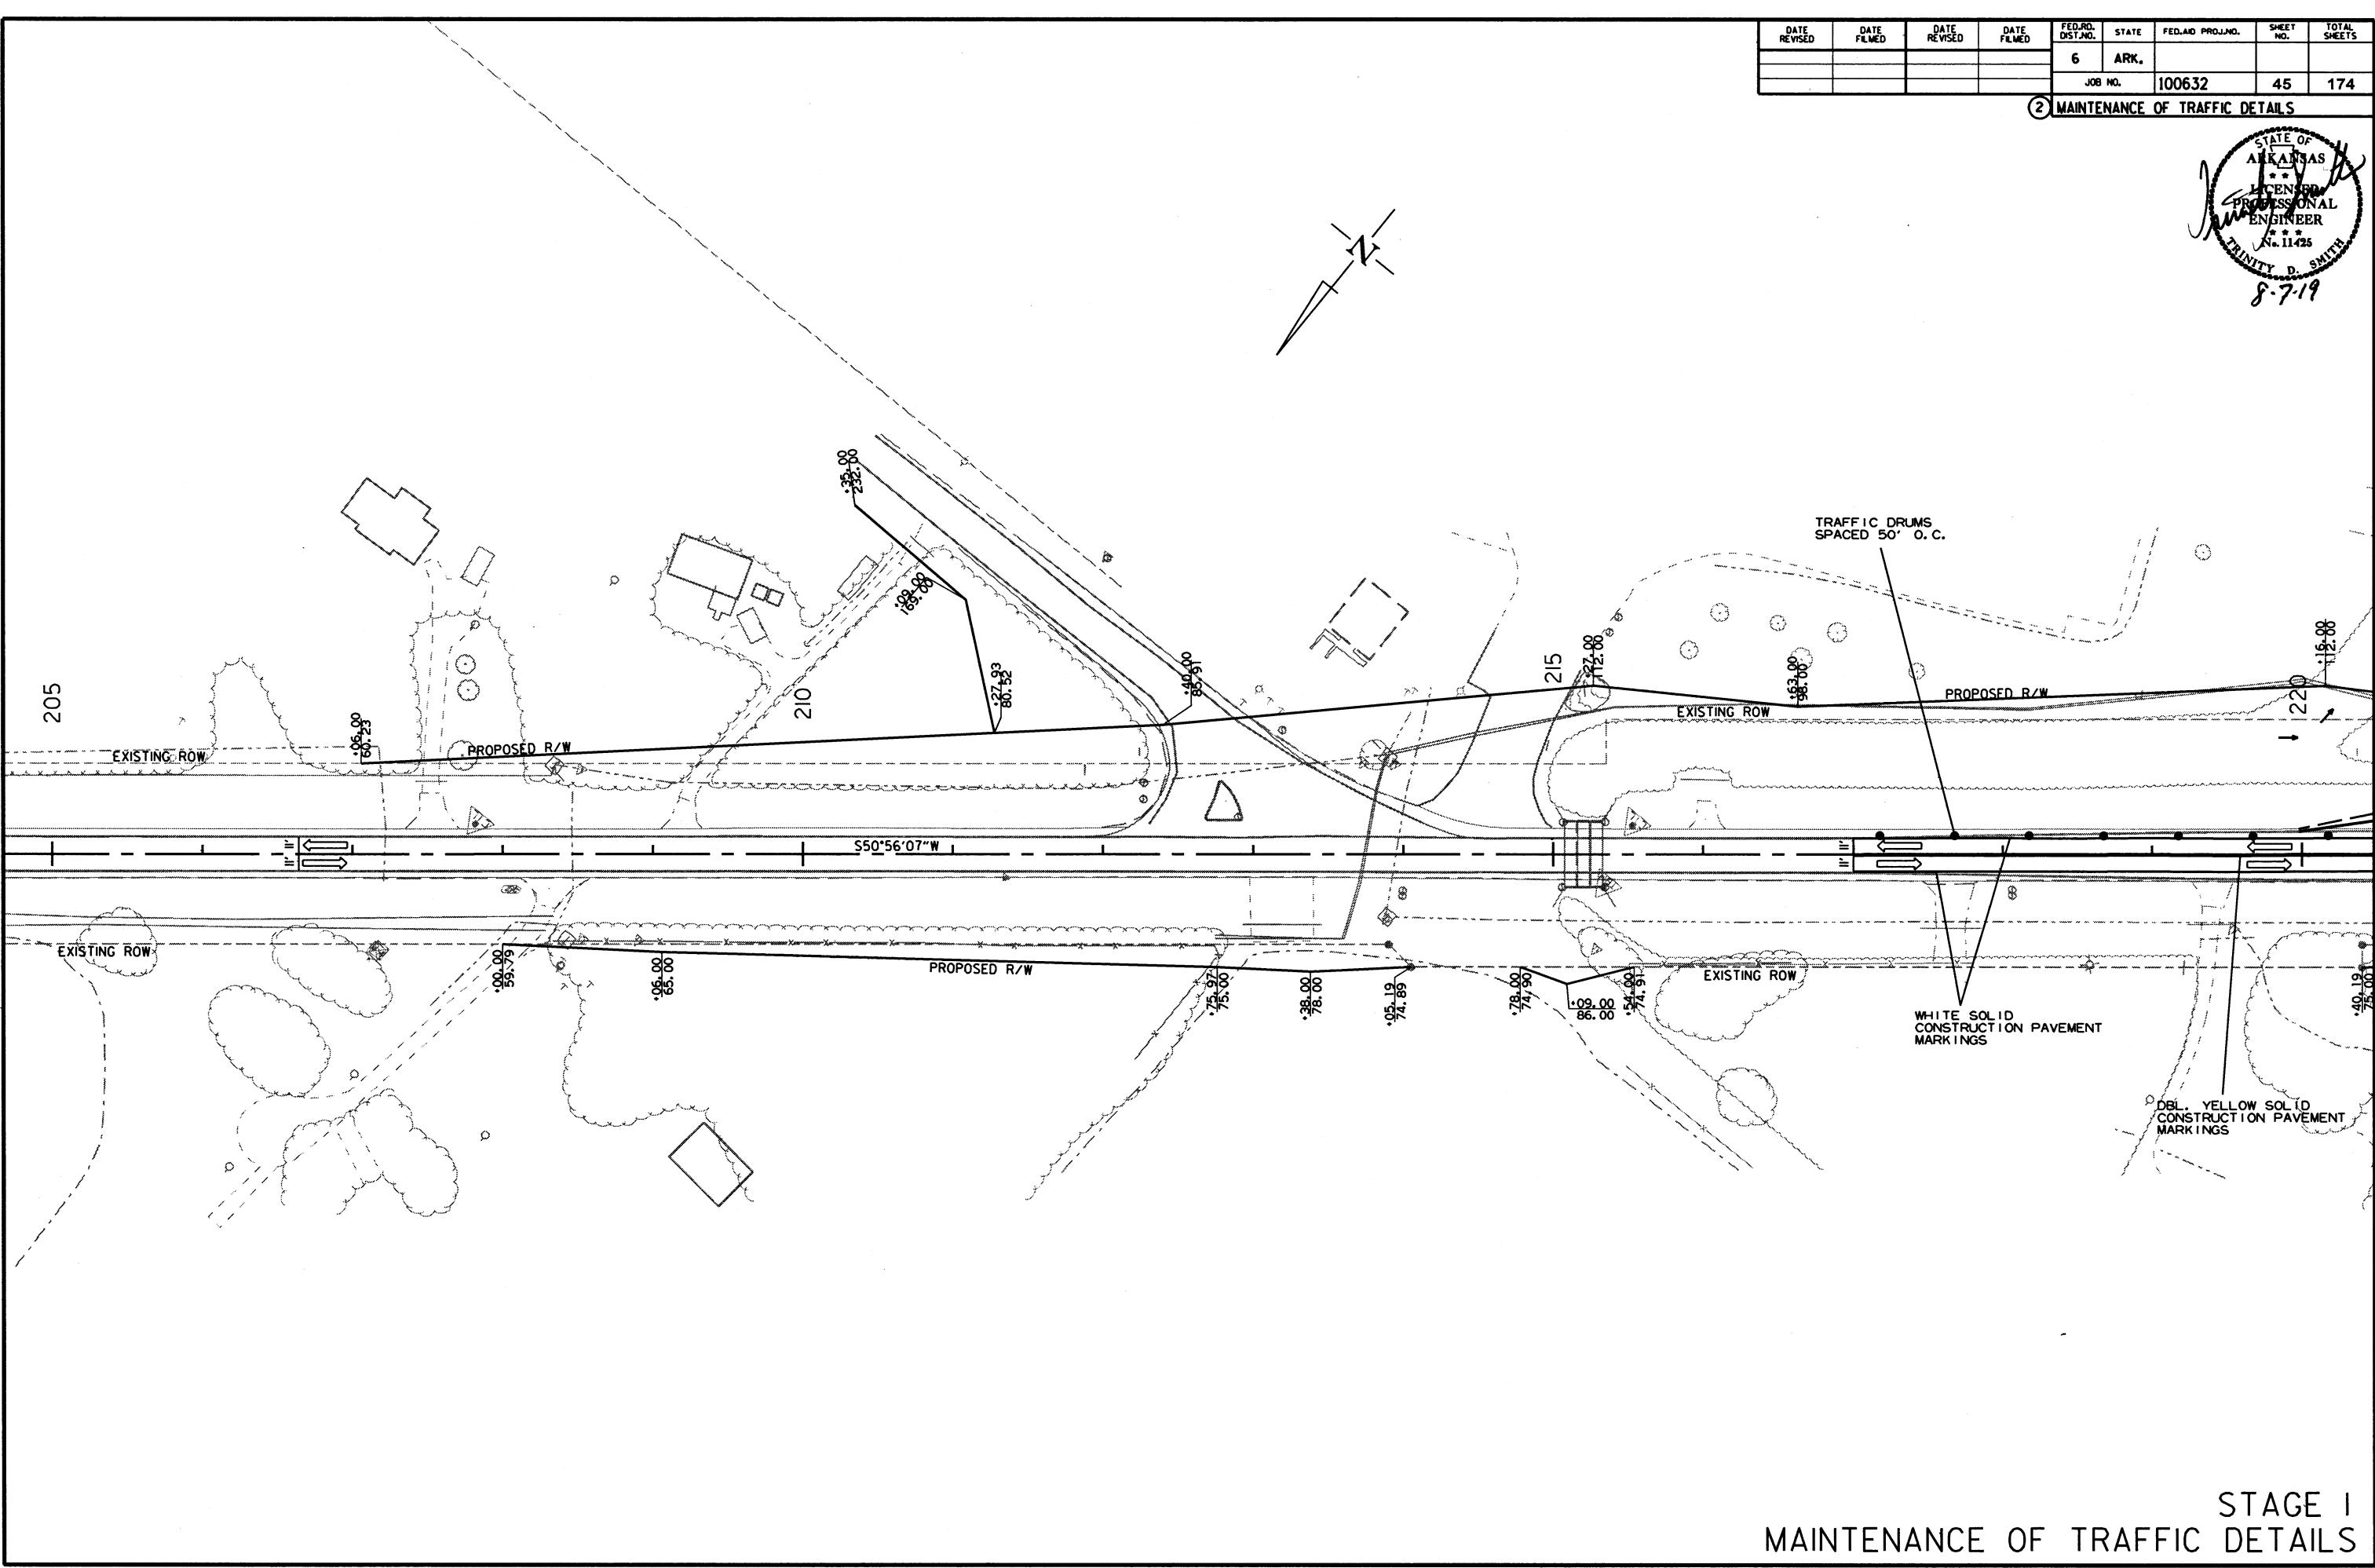 DATE REVISED
DATE FILMED
DATE REVISED
DATE FILMED
FED.RD. DIST.NO.
STATE
FED.AID PROJ.NO.
SHEET NO.
TOTAL SHEETS
6
ARK.
JOB NO.
100632
45
174
2
MAINTENANCE OF TRAFFIC DETAILS
STATE OF
ARKANSAS
LICENSED
PROFESSIONAL
ENGINEER
No. 11425
TRINITY D. SMITH
8-7-19
N
+35.00
232.00
+09.00
169.00
TRAFFIC DRUMS
SPACED 50' O.C.
205
210
215
220
+06.00
60.23
+27.93
80.52
+40.00
85.91
+27.00
112.00
+63.00
98.00
+16.00
112.00
EXISTING ROW
PROPOSED R/W
EXISTING ROW
PROPOSED R/W
11'
11'
S50°56'07"W
11'
11'
EXISTING ROW
PROPOSED R/W
EXISTING ROW
+00.00
59.79
+06.00
65.00
+75.97
75.00
+38.00
78.00
+05.19
74.89
+78.00
74.90
+09.00
86.00
+54.00
74.91
+40.19
75.00
WHITE SOLID
CONSTRUCTION PAVEMENT
MARKINGS
DBL. YELLOW SOLID
CONSTRUCTION PAVEMENT
MARKINGS
STAGE 1
MAINTENANCE OF TRAFFIC DETAILS